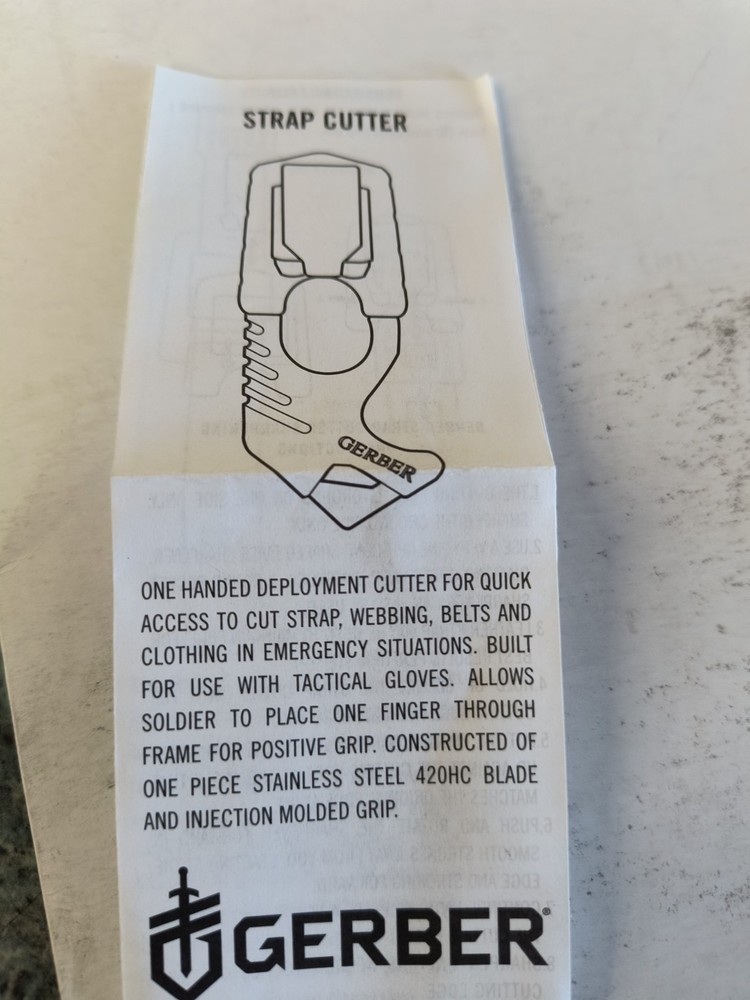 STRAP CUTTER
GERBER
ONE HANDED DEPLOYMENT CUTTER FOR QUICK
ACCESS TO CUT STRAP, WEBBING, BELTS AND
CLOTHING IN EMERGENCY SITUATIONS. BUILT
FOR USE WITH TACTICAL GLOVES. ALLOWS
SOLDIER TO PLACE ONE FINGER THROUGH
FRAME FOR POSITIVE GRIP. CONSTRUCTED OF
ONE PIECE STAINLESS STEEL 420HC BLADE
AND INJECTION MOLDED GRIP.
GERBER®